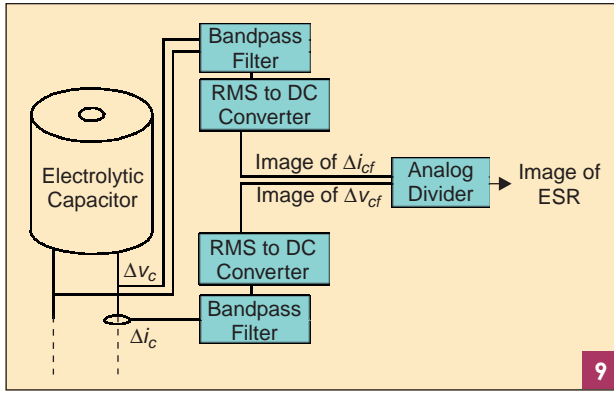 Bandpass
Filter
RMS to DC
Converter
Electrolytic
Capacitor
Image of Δi_cf
Image of Δv_cf
Analog
Divider
Image of
ESR
Δv_c
RMS to DC
Converter
Δi_c
Bandpass
Filter
9